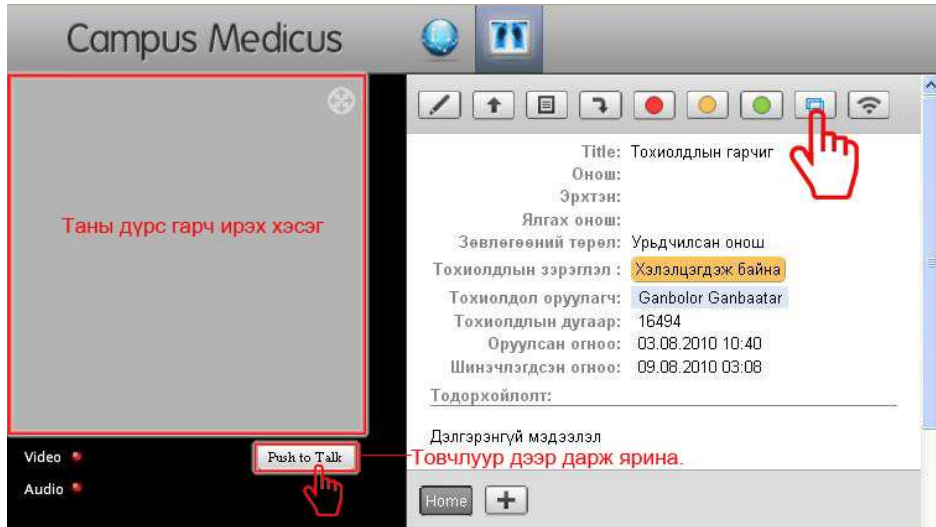 Campus Medicus
Таны дүрс гарч ирэх хэсэг
Title: Тохиолдлын гарчиг
Онош:
Эрхтэн:
Ялгах онош:
Зөвлөгөөний төрөл: Урьдчилсан онош
Тохиолдлын зэрэглэл : Хэлэлцэгдэж байна
Тохиолдол оруулагч: Ganbolor Ganbaatar
Тохиолдлын дугаар: 16494
Оруулсан огноо: 03.08.2010 10:40
Шинэчлэгдсэн огноо: 09.08.2010 03:08
Тодорхойлолт:
Дэлгэрэнгүй мэдээлэл
Video
Push to Talk
Товчлуур дээр дарж ярина.
Audio
Home